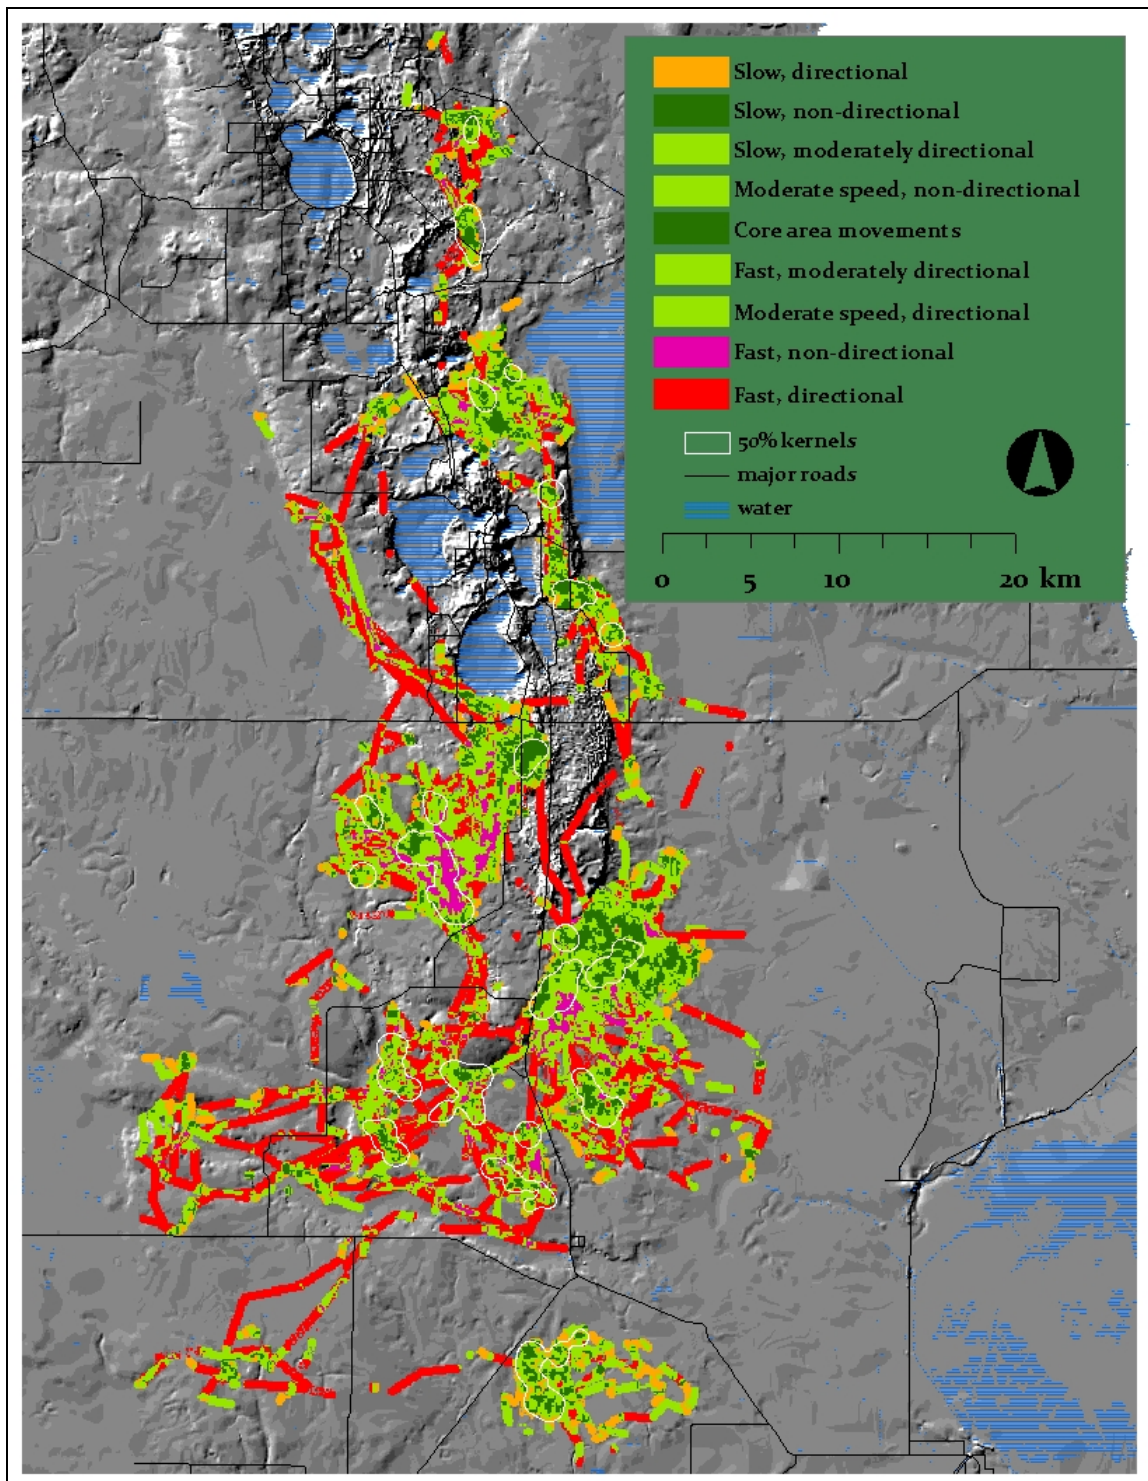 Slow, directional
Slow, non-directional
Slow, moderately directional
Moderate speed, non-directional
Core area movements
Fast, moderately directional
Moderate speed, directional
Fast, non-directional
Fast, directional
50% kernels
major roads
water
0 5 10 20 km